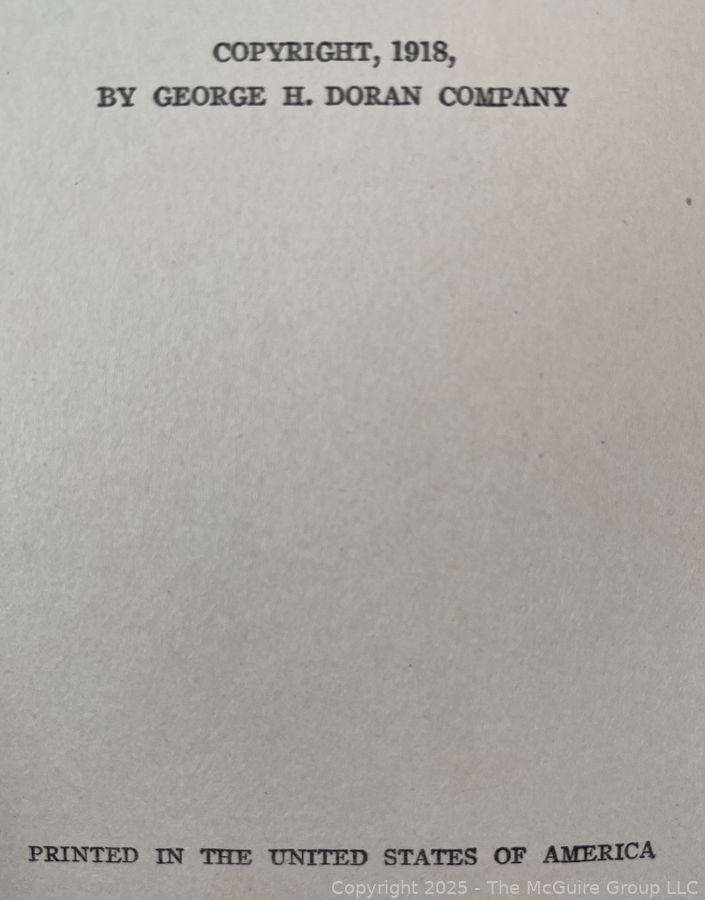 COPYRIGHT, 1918,
BY GEORGE H. DORAN COMPANY
PRINTED IN THE UNITED STATES OF AMERICA
Copyright 2025 - The McGuire Group LLC